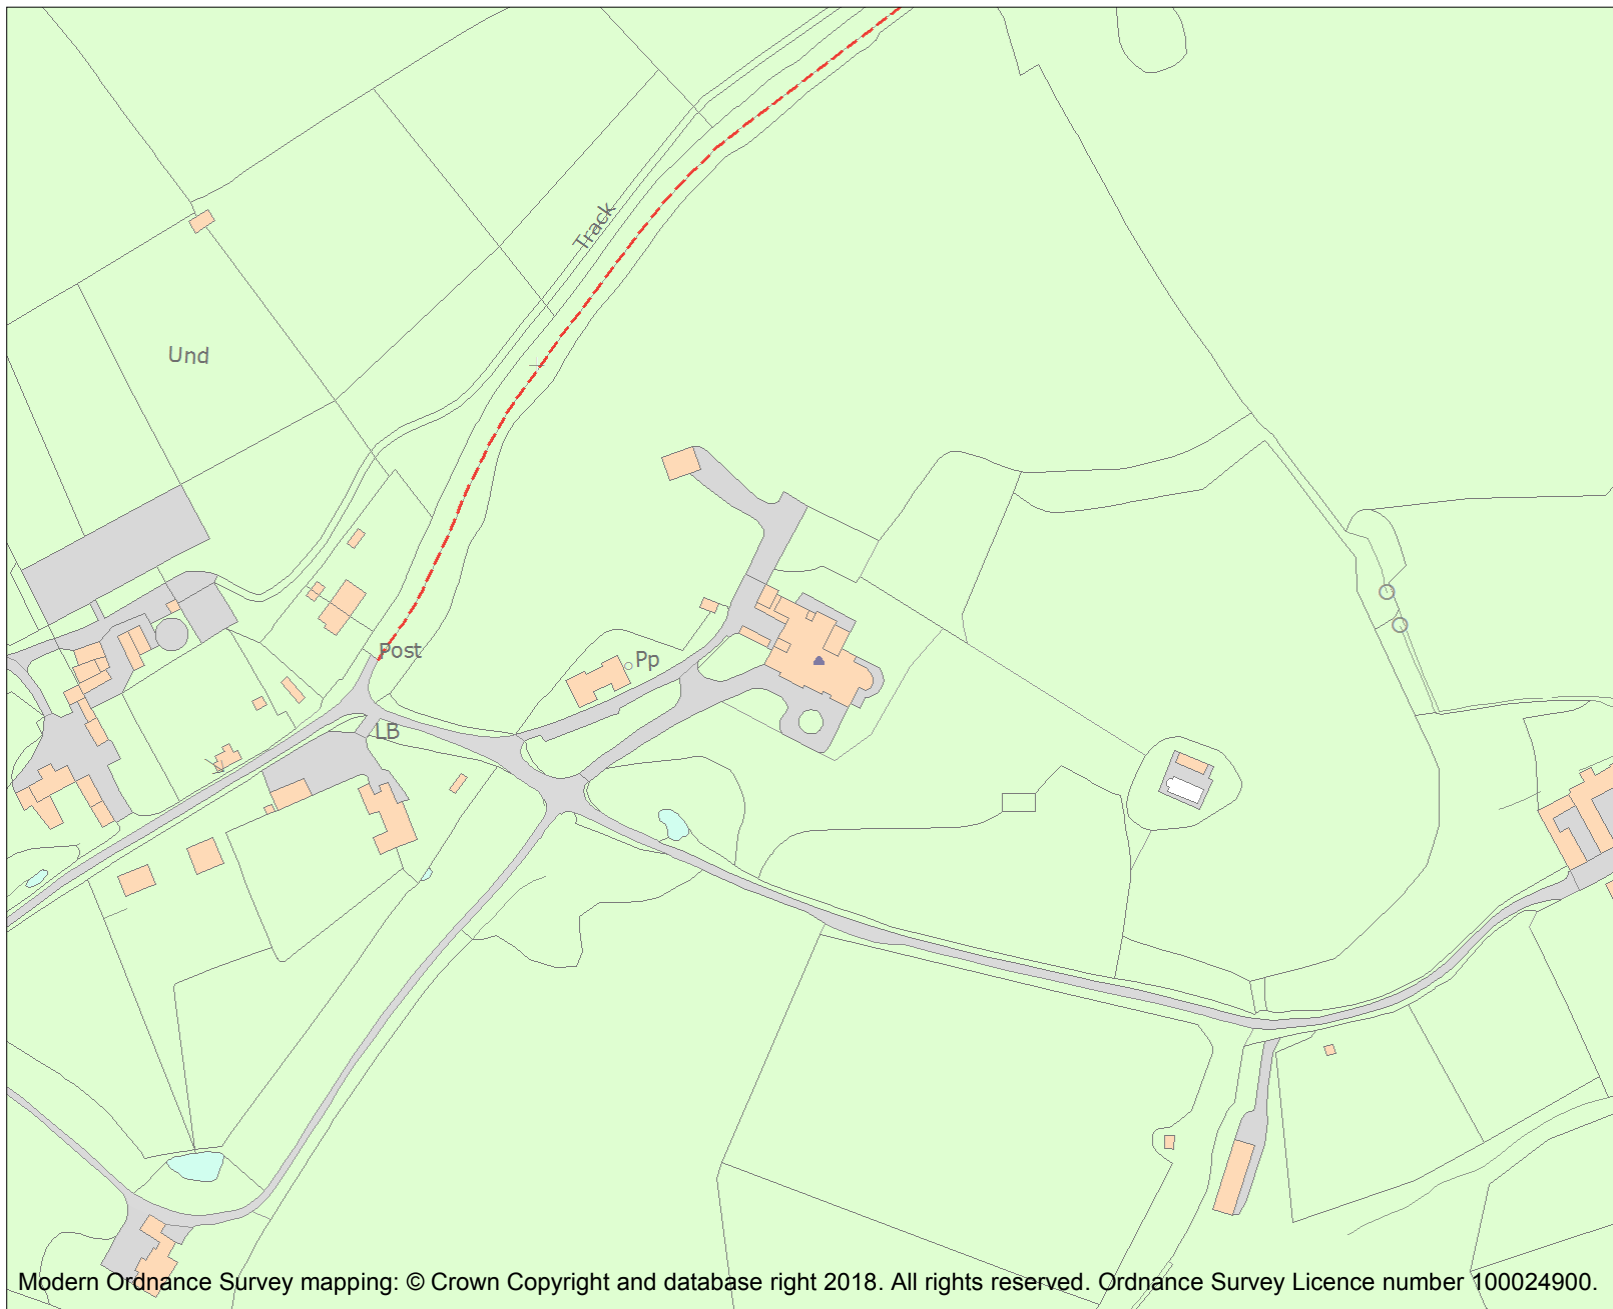 Track
Und
Post
Pp
LB
Modern Ordnance Survey mapping: © Crown Copyright and database right 2018. All rights reserved. Ordnance Survey Licence number 100024900.